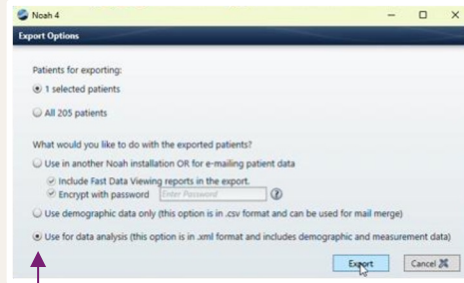 Noah 4
Export Options
Patients for exporting:
1 selected patients
All 205 patients
What would you like to do with the exported patients?
Use in another Noah installation OR for e-mailing patient data
Include Fast Data Viewing reports in the export.
Encrypt with password Enter Password
Use demographic data only (this option is in .csv format and can be used for mail merge)
Use for data analysis (this option is in .xml format and includes demographic and measurement data)
Export Cancel